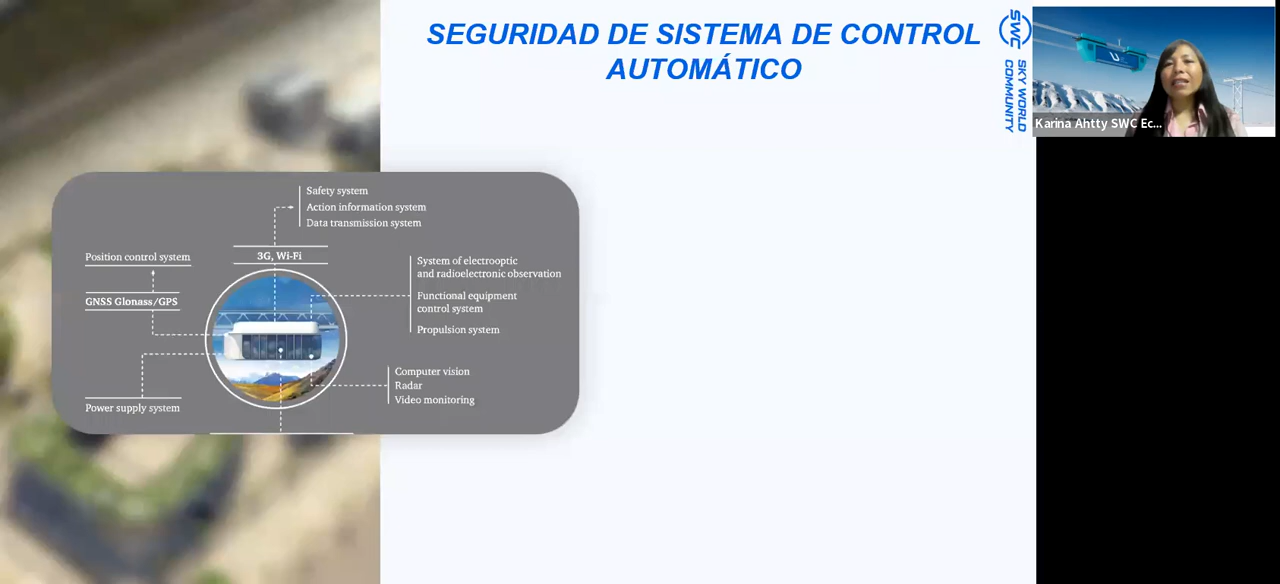 SEGURIDAD DE SISTEMA DE CONTROL
AUTOMÁTICO
SWC
SKY WORLD
COMMUNITY
U
Karina Ahtty SWC Ec...
Safety system
Action information system
Data transmission system
3G, Wi-Fi
Position control system
GNSS Glonass/GPS
Power supply system
System of electrooptic
and radioelectronic observation
Functional equipment
control system
Propulsion system
Computer vision
Radar
Video monitoring